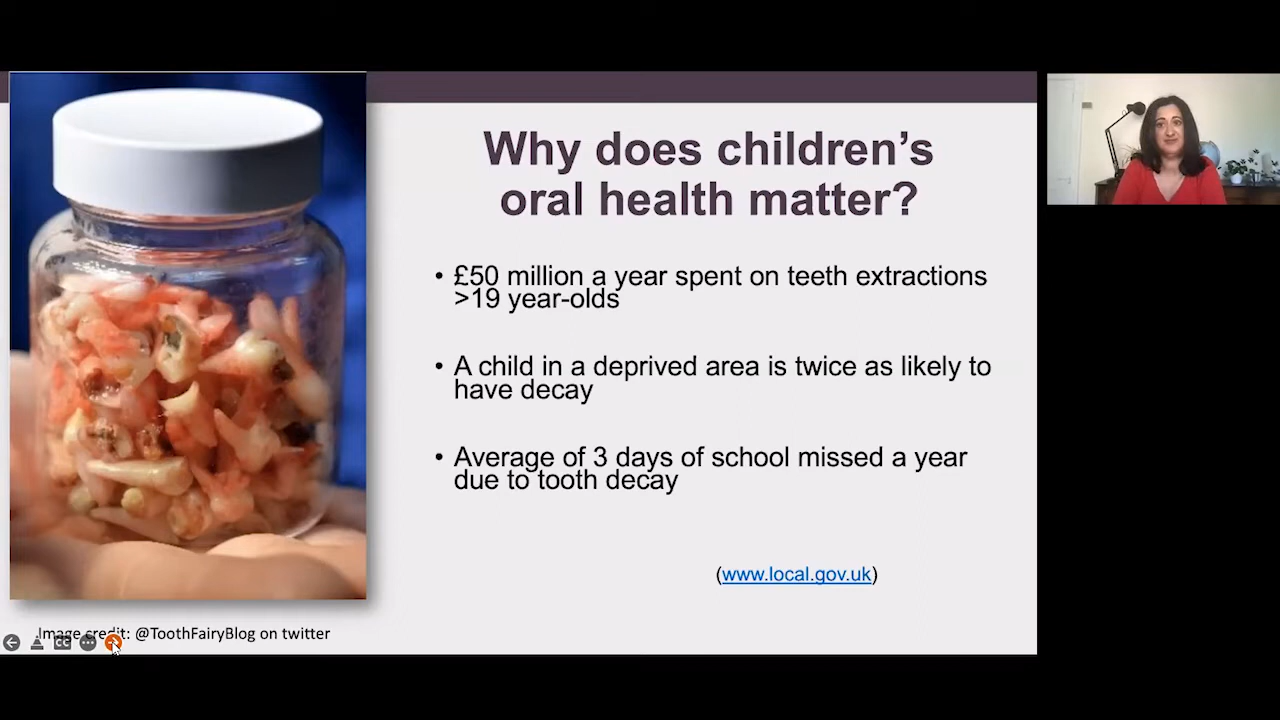 Why does children’s
oral health matter?
• £50 million a year spent on teeth extractions
>19 year-olds
• A child in a deprived area is twice as likely to
have decay
• Average of 3 days of school missed a year
due to tooth decay
(www.local.gov.uk)
Image credit: @ToothFairyBlog on twitter
CC